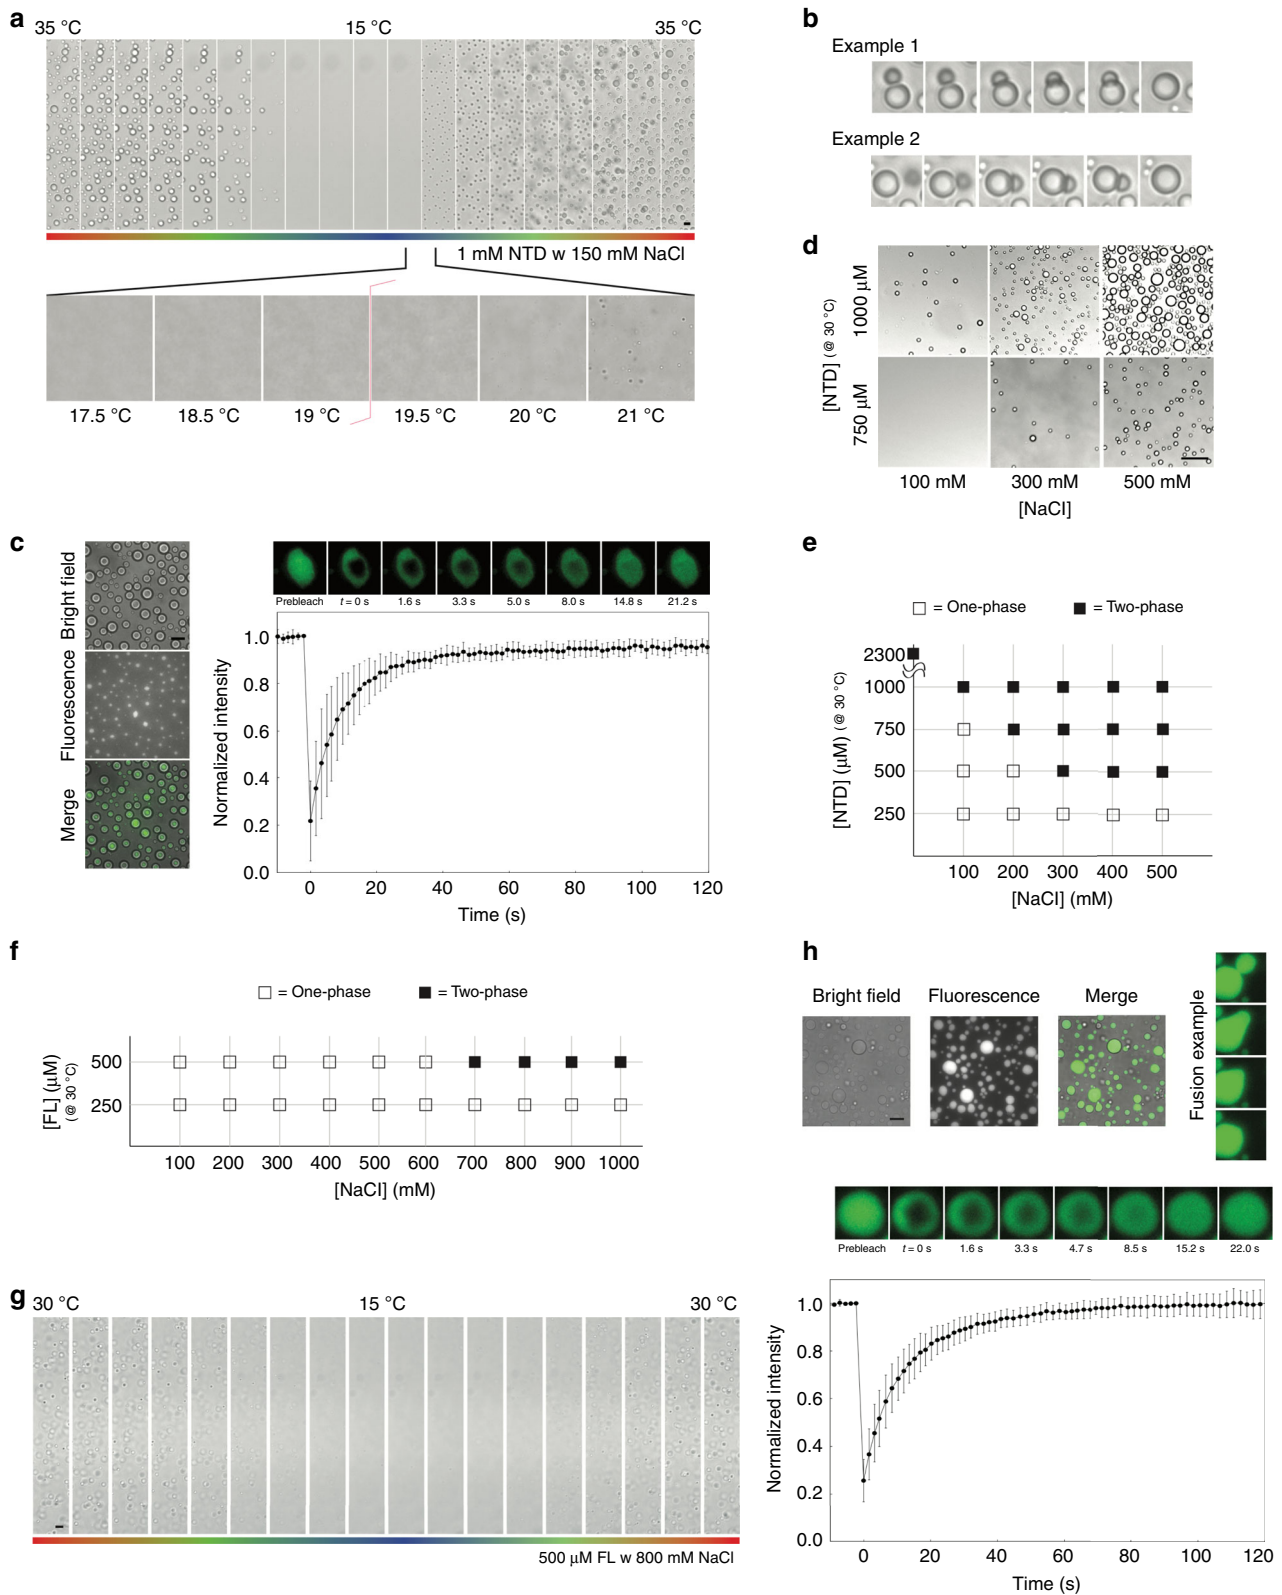 a
35 °C 15 °C 35 °C
1 mM NTD w 150 mM NaCl
17.5 °C 18.5 °C 19 °C 19.5 °C 20 °C 21 °C
b
Example 1
Example 2
d
[NTD] (@ 30 °C)
1000 µM
750 µM
100 mM 300 mM 500 mM
[NaCl]
c
Bright field
Fluorescence
Merge
Prebleach t = 0 s 1.6 s 3.3 s 5.0 s 8.0 s 14.8 s 21.2 s
Normalized intensity
1.0
0.8
0.6
0.4
0.2
0.0
0 20 40 60 80 100 120
Time (s)
e
= One-phase = Two-phase
[NTD] (µM) (@ 30 °C)
2300
1000
750
500
250
100 200 300 400 500
[NaCl] (mM)
f
= One-phase = Two-phase
[FL] (µM)
(@ 30 °C)
500
250
100 200 300 400 500 600 700 800 900 1000
[NaCl] (mM)
h
Bright field Fluorescence Merge
Fusion example
Prebleach t = 0 s 1.6 s 3.3 s 4.7 s 8.5 s 15.2 s 22.0 s
Normalized intensity
1.0
0.8
0.6
0.4
0.2
0.0
0 20 40 60 80 100 120
Time (s)
g
30 °C 15 °C 30 °C
500 µM FL w 800 mM NaCl